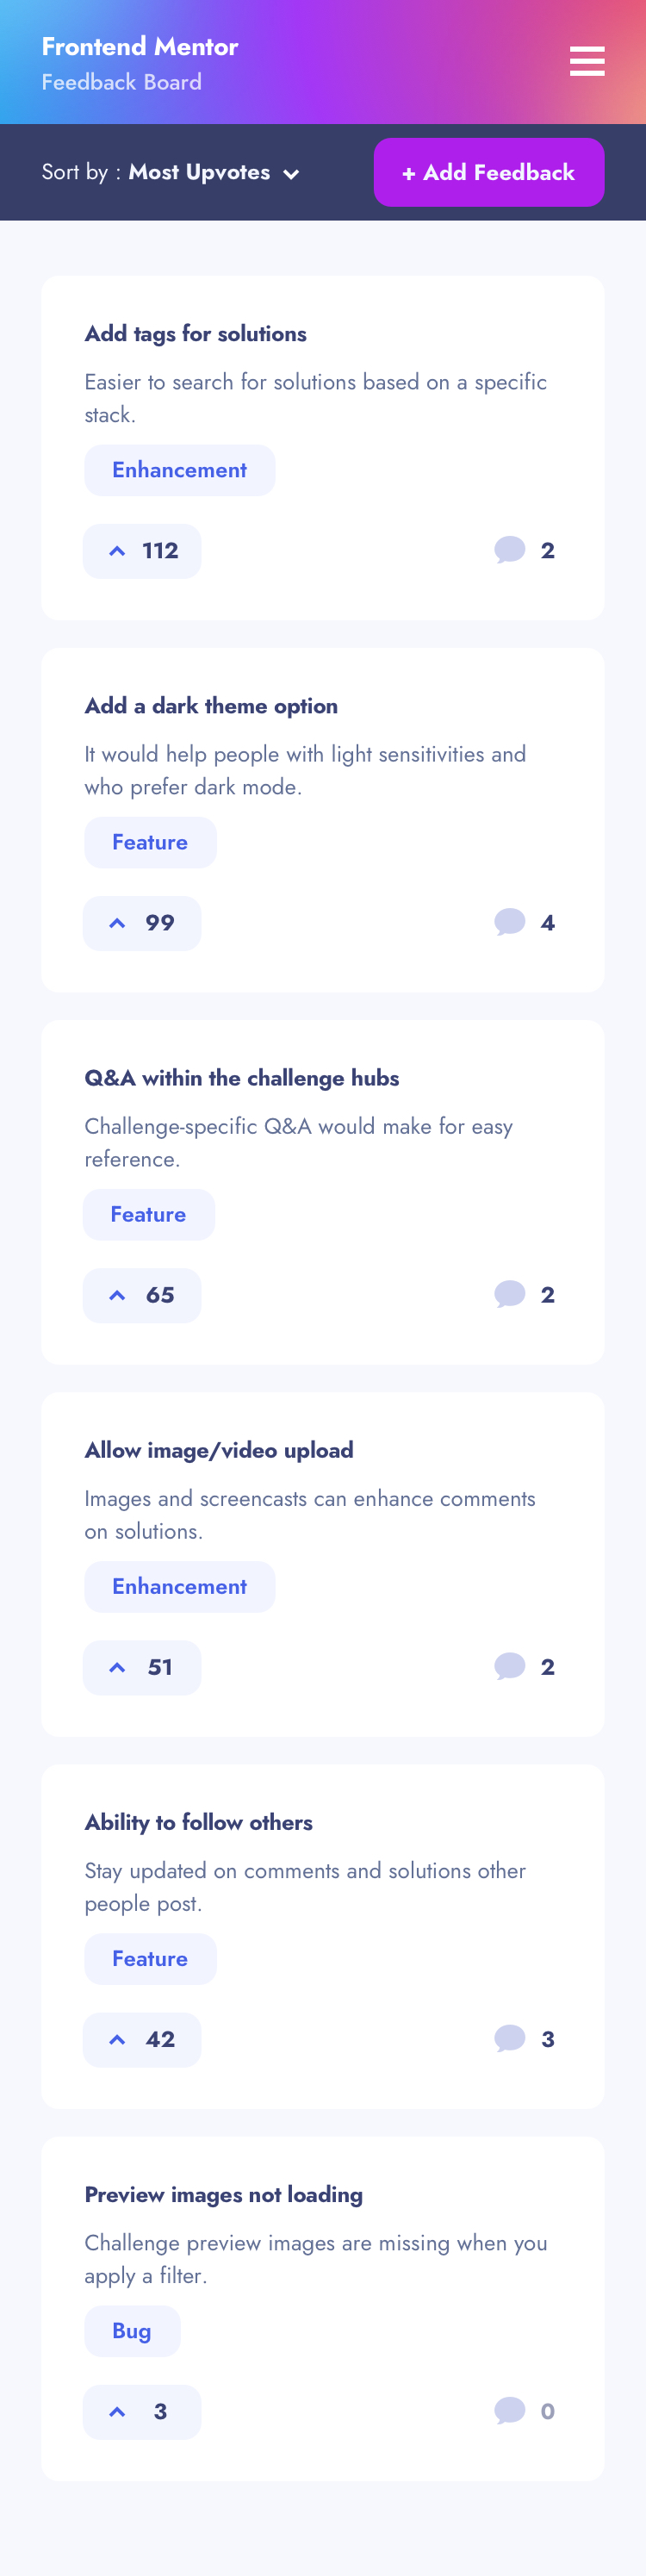 Frontend Mentor
Feedback Board
Sort by : Most Upvotes
+ Add Feedback
Add tags for solutions
Easier to search for solutions based on a specific
stack.
Enhancement
112
2
Add a dark theme option
It would help people with light sensitivities and
who prefer dark mode.
Feature
99
4
Q&A within the challenge hubs
Challenge-specific Q&A would make for easy
reference.
Feature
65
2
Allow image/video upload
Images and screencasts can enhance comments
on solutions.
Enhancement
51
2
Ability to follow others
Stay updated on comments and solutions other
people post.
Feature
42
3
Preview images not loading
Challenge preview images are missing when you
apply a filter.
Bug
3
0